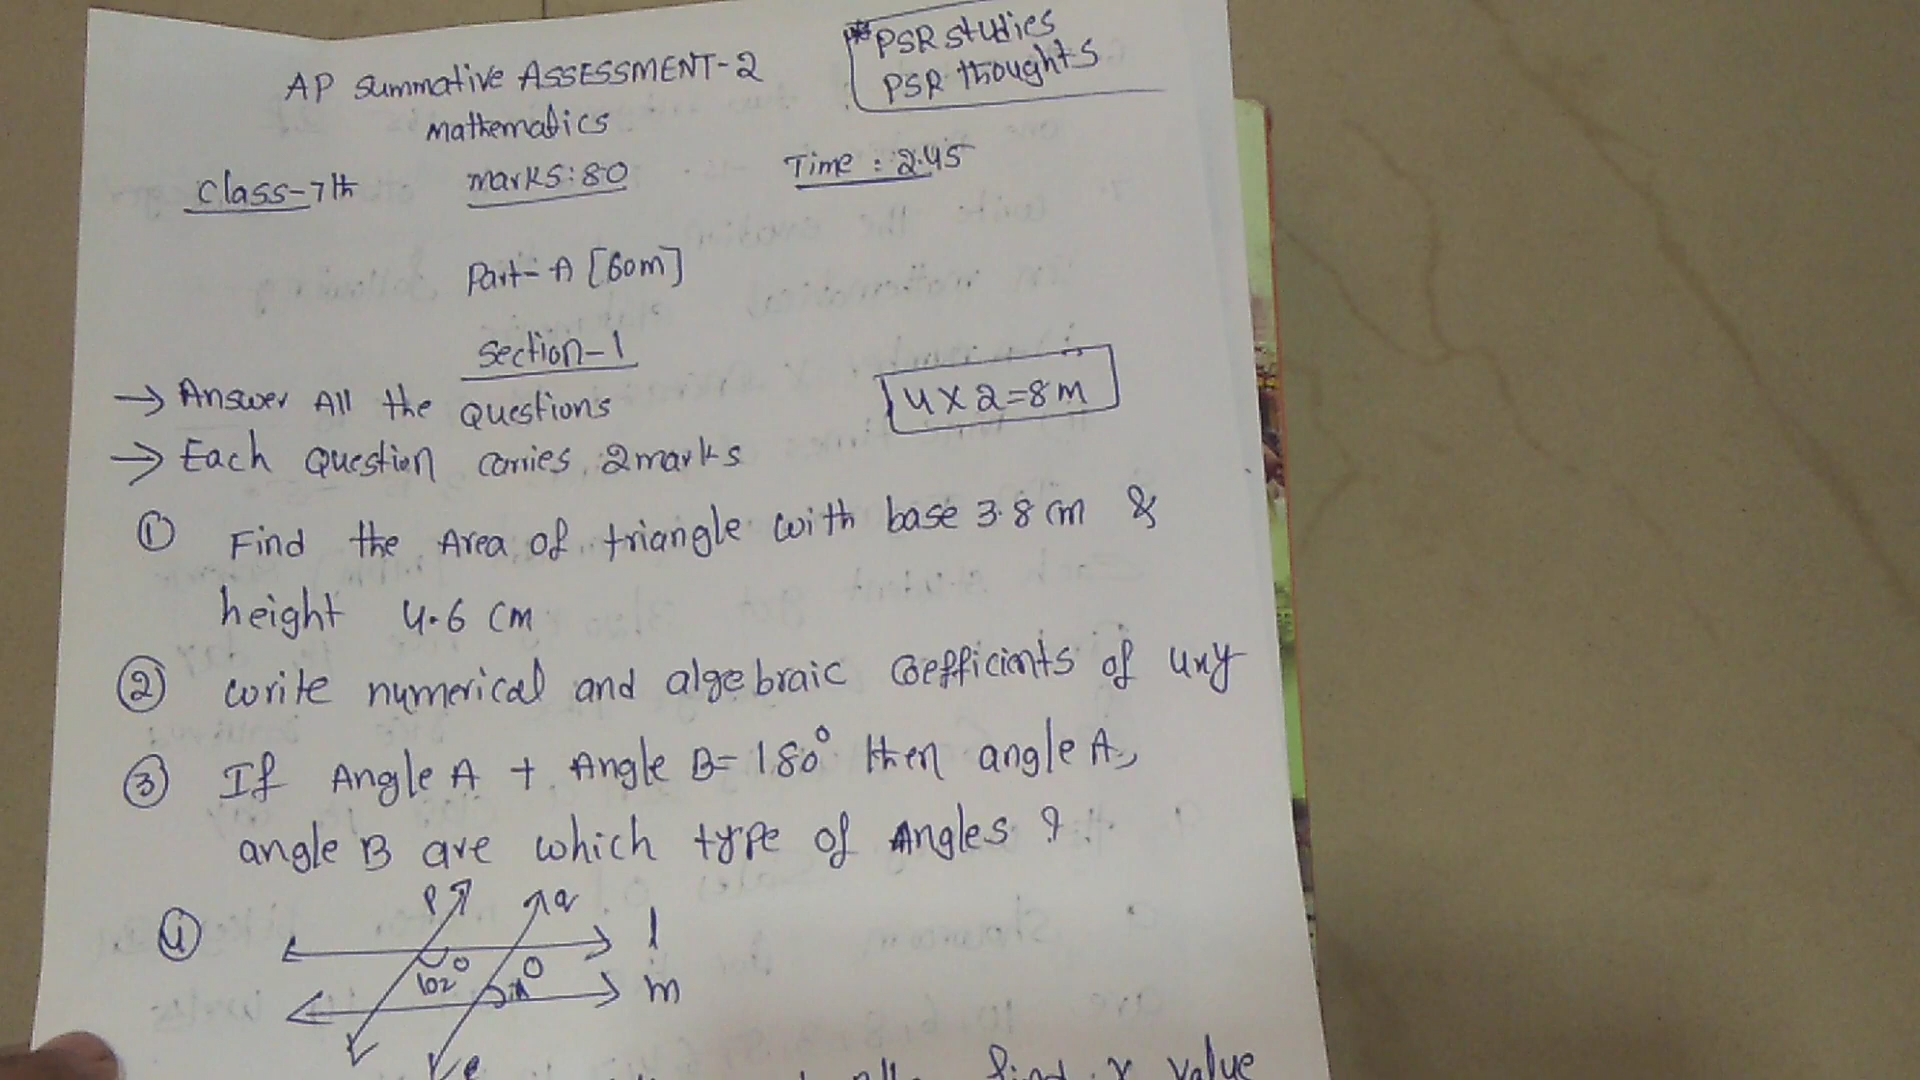 AP Summative ASSESSMENT-2
* PSR studies
PSR thoughts
Mathematics
Class-7th marks:80 Time : 2.45
Part-A [60m]
Section-1
→ Answer All the Questions
4 x 2=8m
→ Each Question carries 2marks
① Find the Area of triangle with base 3.8 cm &
height 4.6 cm
② write numerical and algebraic coefficients of 4xy
③ If Angle A + Angle B= 180° then angle A,
angle B are which type of Angles ?
④
P q l
102° x° m
find x value